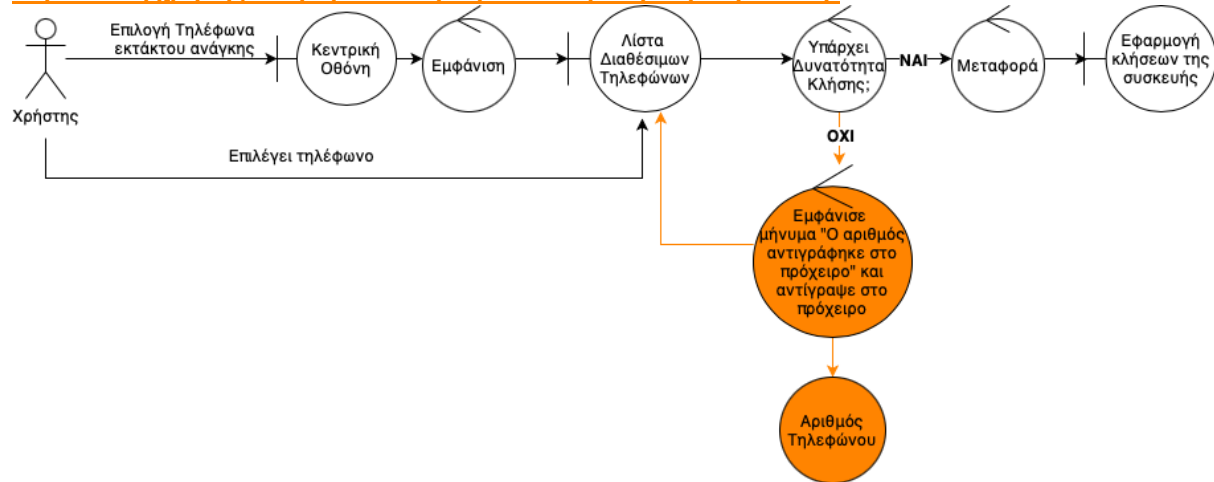 Επιλογή Τηλέφωνα
εκτάκτου ανάγκης
Χρήστης
Κεντρική
Οθόνη
Εμφάνιση
Λίστα
Διαθέσιμων
Τηλεφώνων
Υπάρχει
Δυνατότητα
Κλήσης;
ΝΑΙ
Μεταφορά
Εφαρμογή
κλήσεων της
συσκευής
Επιλέγει τηλέφωνο
ΟΧΙ
Εμφάνισε
μήνυμα "Ο αριθμός
αντιγράφηκε στο
πρόχειρο" και
αντίγραψε στο
πρόχειρο
Αριθμός
Τηλεφώνου